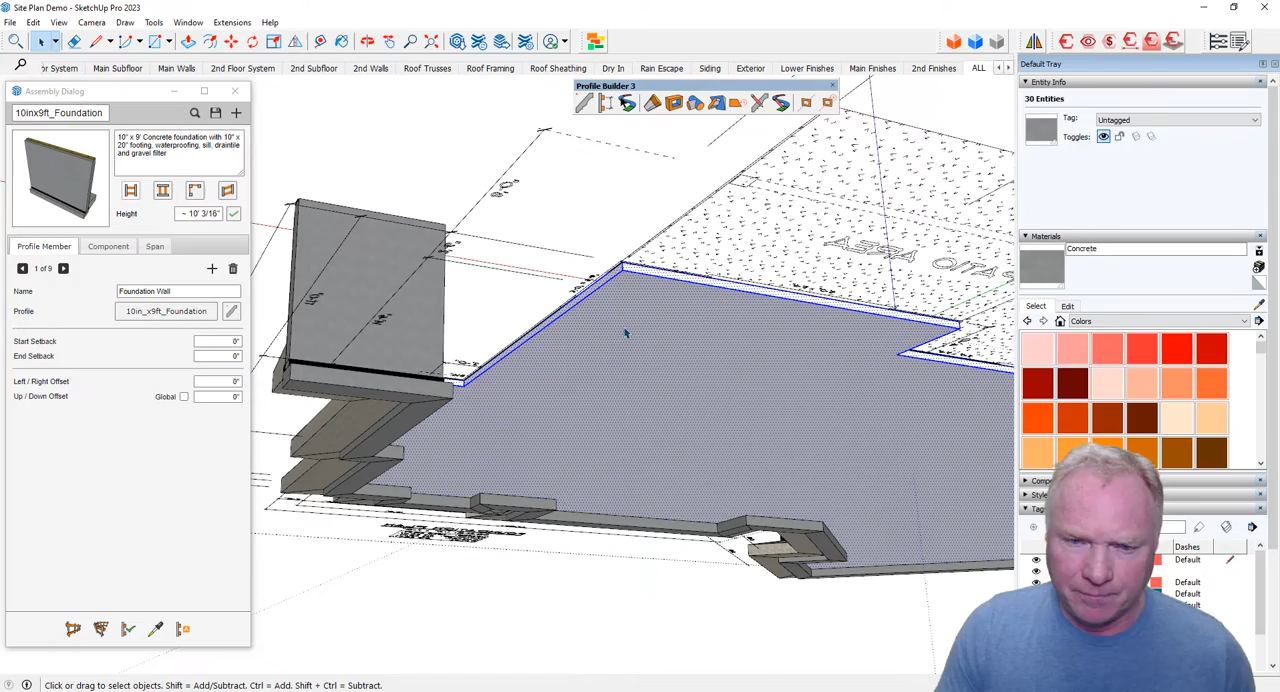 Site Plan Demo - SketchUp Pro 2023
File Edit View Camera Draw Tools Window Extensions Help
or System Main Subfloor Main Walls 2nd Floor System 2nd Subfloor 2nd Walls Roof Trusses Roof Framing Roof Sheathing Dry In Rain Escape Siding Exterior Main Finishes 2nd Finishes ALL
Assembly Dialog
10inx9ft_Foundation
10" x 9' Concrete foundation with 10" x
20" footing, waterproofing, sill, draintile
and gravel filter
Height ~ 10' 3/16"
Profile Member Component Span
1 of 9
Name Foundation Wall
Profile 10in_x9ft_Foundation
Start Setback 0"
End Setback 0"
Left / Right Offset 0"
Up / Down Offset Global 0"
Profile Builder 3
Default Tray
Entity Info
30 Entities
Tag: Untagged
Toggles:
Materials
Concrete
Select Edit
Colors
Style
Dashes
Default
Default
Default
Click or drag to select objects. Shift = Add/Subtract. Ctrl = Add. Shift + Ctrl = Subtract.